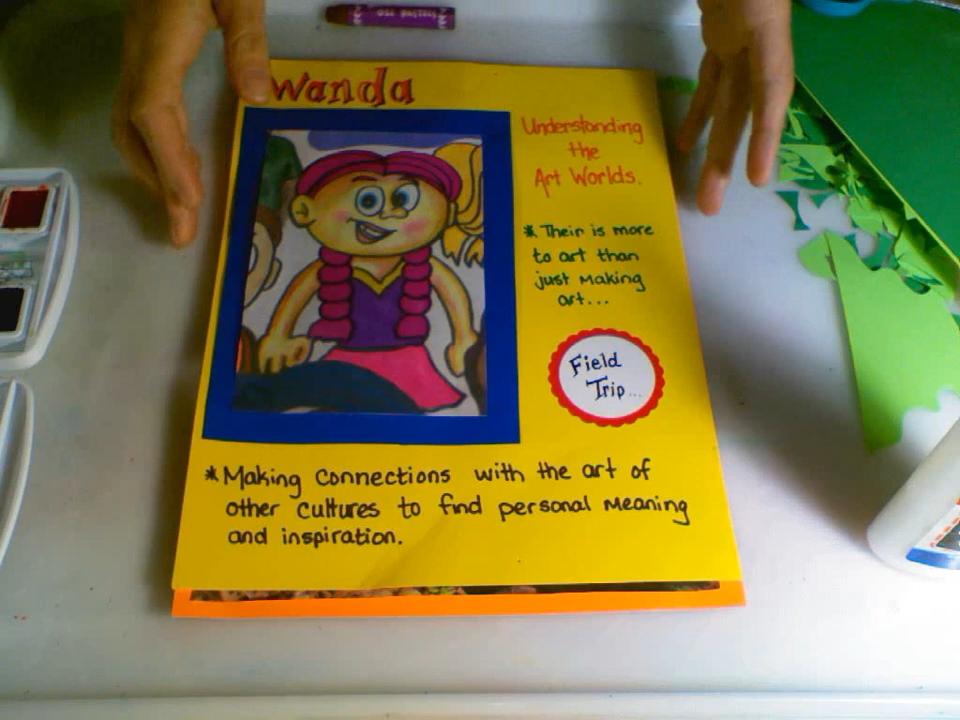 Wanda
Understanding
the
Art Worlds.
* Their is more
to art than
just making
art...
Field
Trip...
* Making Connections with the art of
other cultures to find personal meaning
and inspiration.